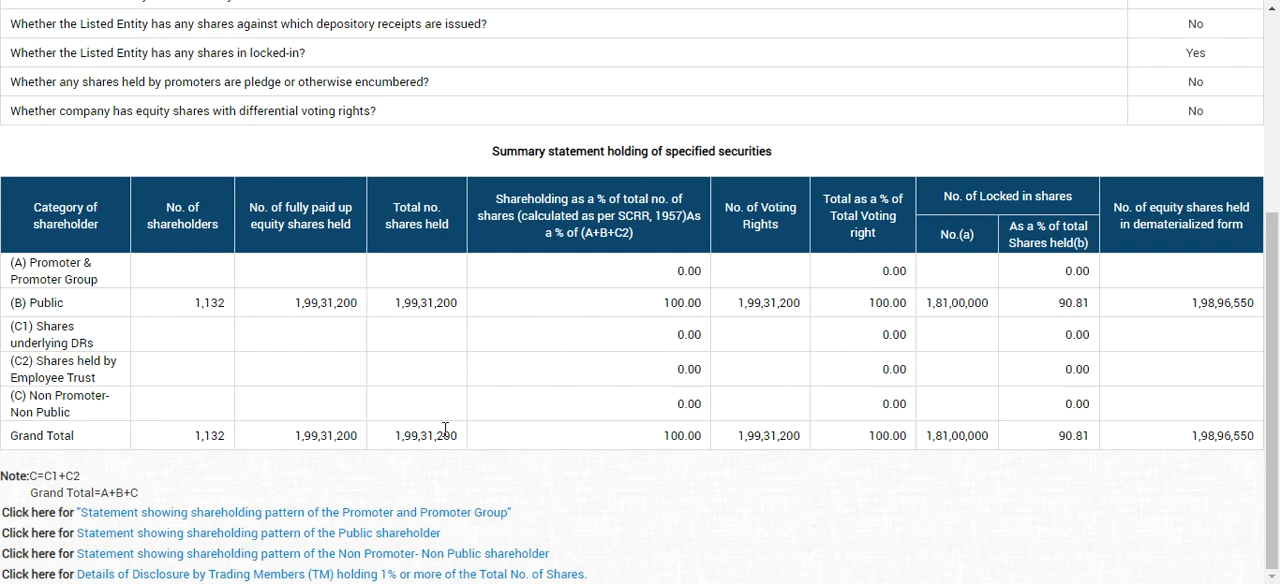 Whether the Listed Entity has any shares against which depository receipts are issued? No
Whether the Listed Entity has any shares in locked-in? Yes
Whether any shares held by promoters are pledge or otherwise encumbered? No
Whether company has equity shares with differential voting rights? No
Summary statement holding of specified securities
Category of shareholder No. of shareholders No. of fully paid up equity shares held Total no. shares held Shareholding as a % of total no. of shares (calculated as per SCRR, 1957)As a % of (A+B+C2) No. of Voting Rights Total as a % of Total Voting right No. of Locked in shares No.(a) As a % of total Shares held(b) No. of equity shares held in dematerialized form
(A) Promoter & Promoter Group 0.00 0.00 0.00
(B) Public 1,132 1,99,31,200 1,99,31,200 100.00 1,99,31,200 100.00 1,81,00,000 90.81 1,98,96,550
(C1) Shares underlying DRs 0.00 0.00 0.00
(C2) Shares held by Employee Trust 0.00 0.00 0.00
(C) Non Promoter-Non Public 0.00 0.00 0.00
Grand Total 1,132 1,99,31,200 1,99,31,200 100.00 1,99,31,200 100.00 1,81,00,000 90.81 1,98,96,550
Note:C=C1+C2
Grand Total=A+B+C
Click here for "Statement showing shareholding pattern of the Promoter and Promoter Group"
Click here for Statement showing shareholding pattern of the Public shareholder
Click here for Statement showing shareholding pattern of the Non Promoter- Non Public shareholder
Click here for Details of Disclosure by Trading Members (TM) holding 1% or more of the Total No. of Shares.